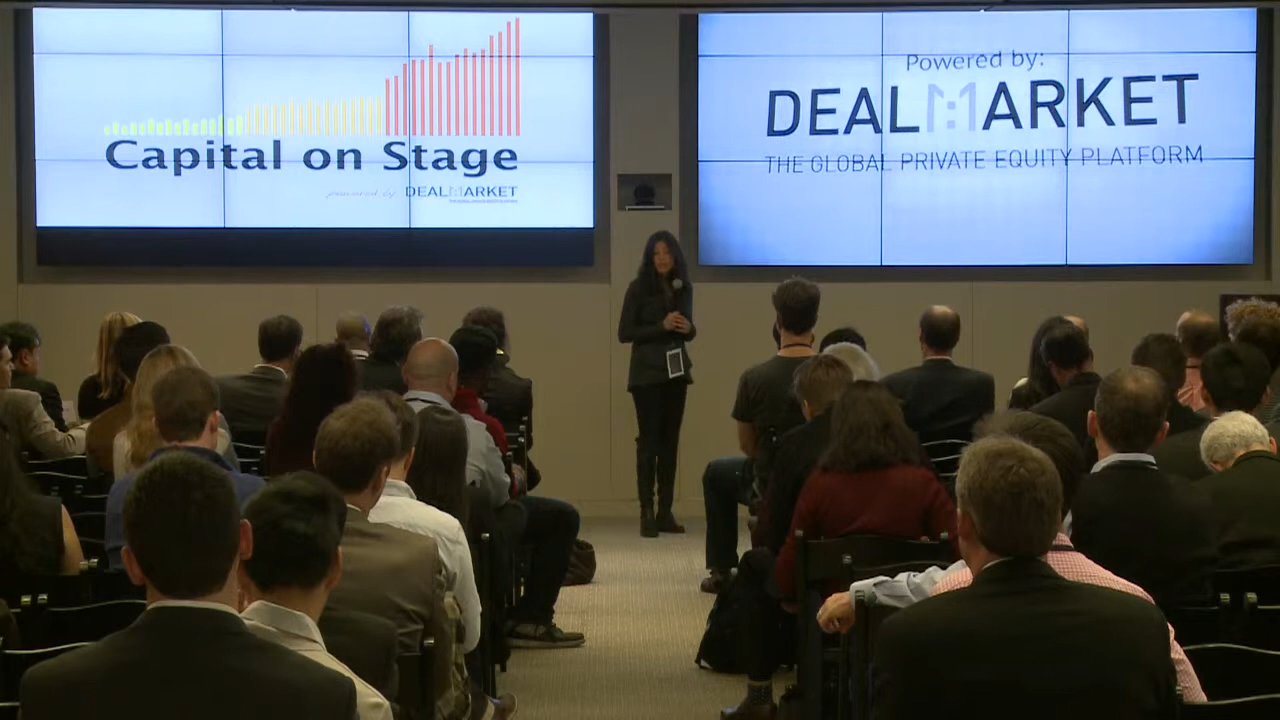 Capital on Stage
powered by DEALMARKET
Powered by:
DEALMARKET
THE GLOBAL PRIVATE EQUITY PLATFORM